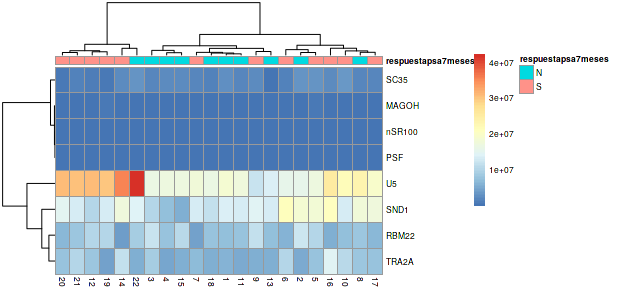 respuestapsa7meses
respuestapsa7meses
SC35
MAGOH
nSR100
PSF
U5
SND1
RBM22
TRA2A
20 21 12 19 14 22 3 4 15 7 18 1 11 9 13 6 2 5 16 10 8 17
4e+07
3e+07
2e+07
1e+07
N
S